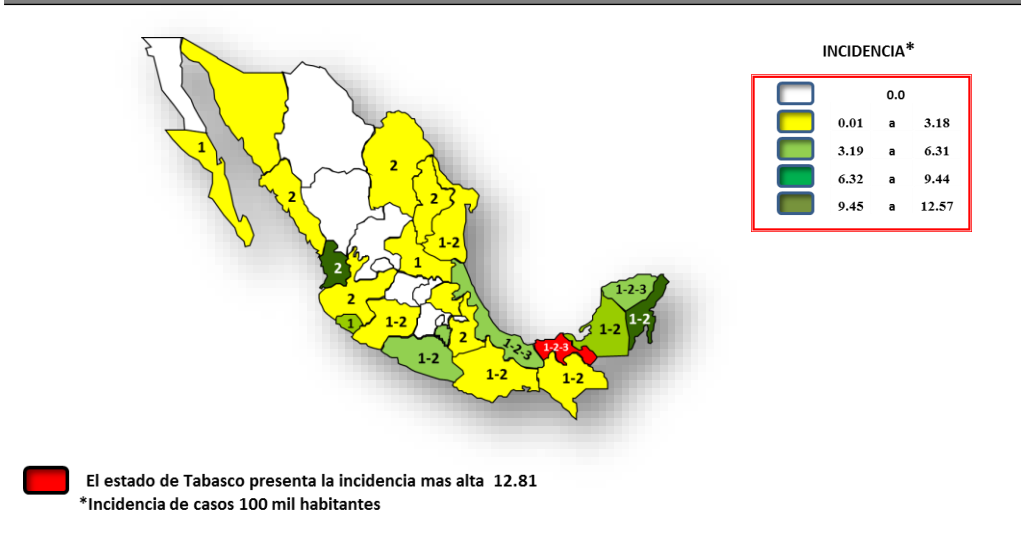 INCIDENCIA*
0.0
0.01 a 3.18
3.19 a 6.31
6.32 a 9.44
9.45 a 12.57
1
2
2
2
1-2
1
2
2
1
1-2
1-2
2
1-2-3
1-2
1-2-3
1-2
1-2
1-2-3
1-2
El estado de Tabasco presenta la incidencia mas alta 12.81
*Incidencia de casos 100 mil habitantes